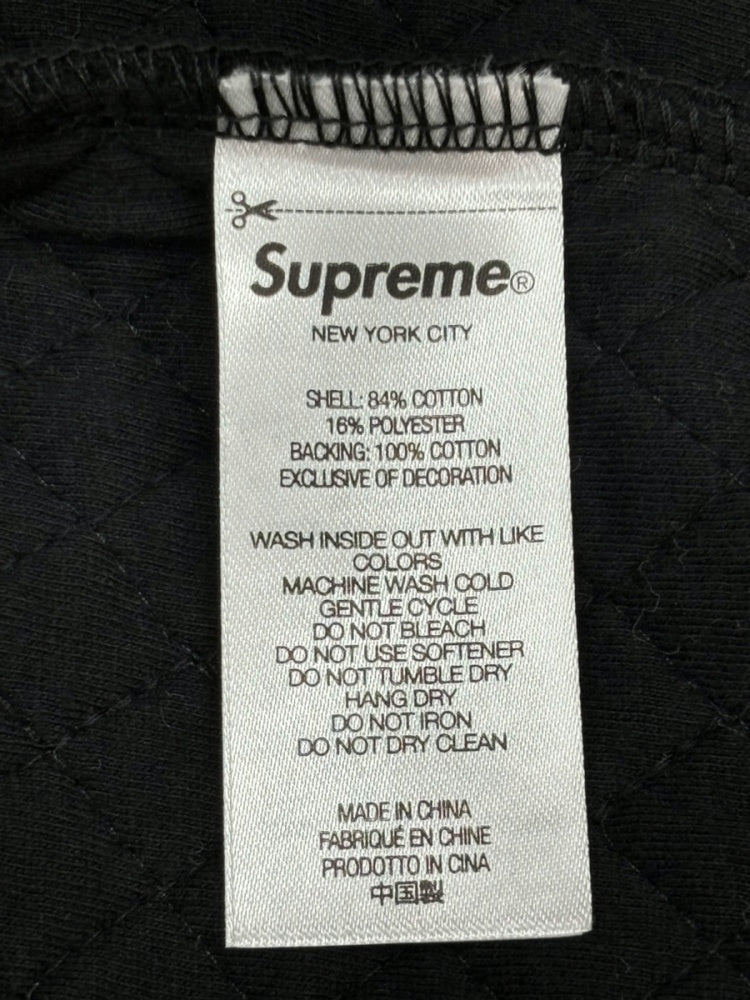 Supreme®
NEW YORK CITY
SHELL: 84% COTTON
16% POLYESTER
BACKING: 100% COTTON
EXCLUSIVE OF DECORATION
WASH INSIDE OUT WITH LIKE
COLORS
MACHINE WASH COLD
GENTLE CYCLE
DO NOT BLEACH
DO NOT USE SOFTENER
DO NOT TUMBLE DRY
HANG DRY
DO NOT IRON
DO NOT DRY CLEAN
MADE IN CHINA
FABRIQUÉ EN CHINE
PRODOTTO IN CINA
中国製